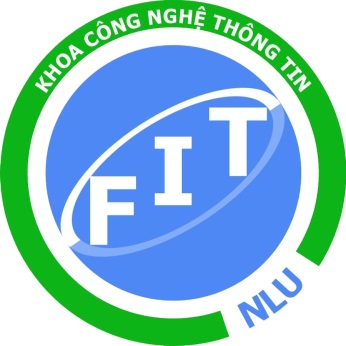 KHOA CÔNG NGHỆ THÔNG TIN
FIT
NLU